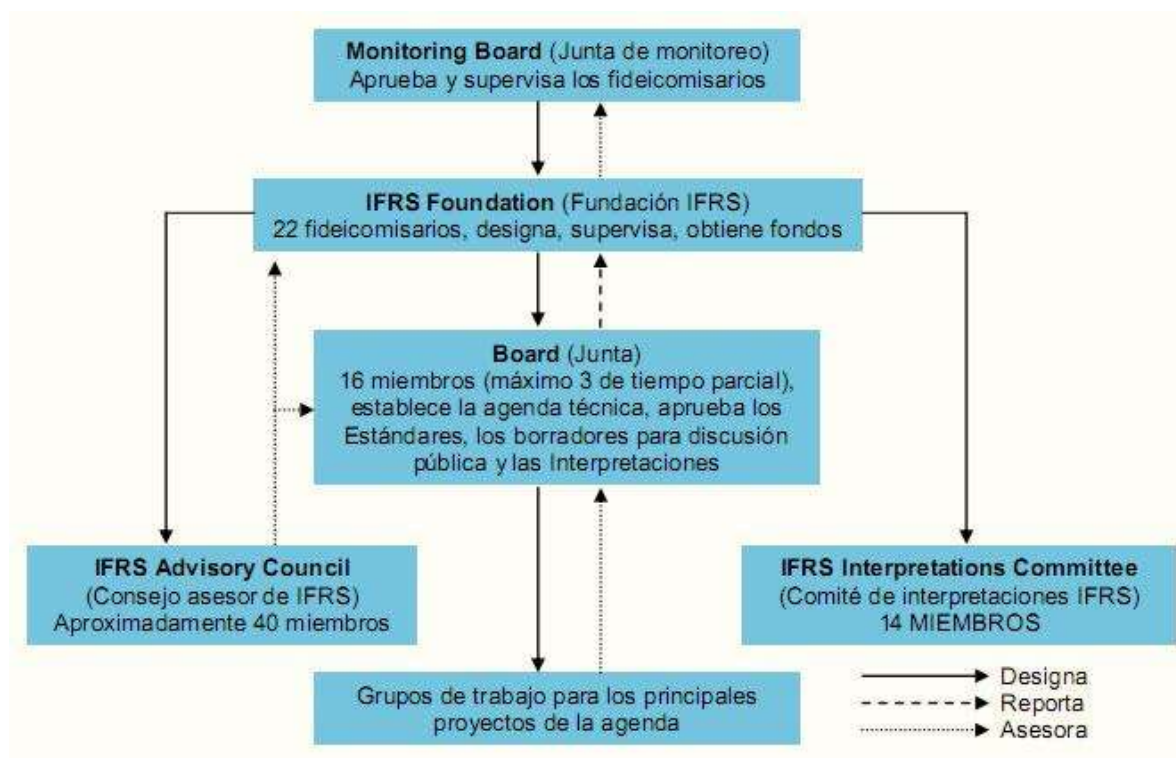 Monitoring Board (Junta de monitoreo)
Aprueba y supervisa los fideicomisarios
IFRS Foundation (Fundación IFRS)
22 fideicomisarios, designa, supervisa, obtiene fondos
Board (Junta)
16 miembros (máximo 3 de tiempo parcial),
establece la agenda técnica, aprueba los
Estándares, los borradores para discusión
pública y las Interpretaciones
IFRS Advisory Council
(Consejo asesor de IFRS)
Aproximadamente 40 miembros
IFRS Interpretations Committee
(Comité de interpretaciones IFRS)
14 MIEMBROS
Grupos de trabajo para los principales
proyectos de la agenda
Designa
Reporta
Asesora